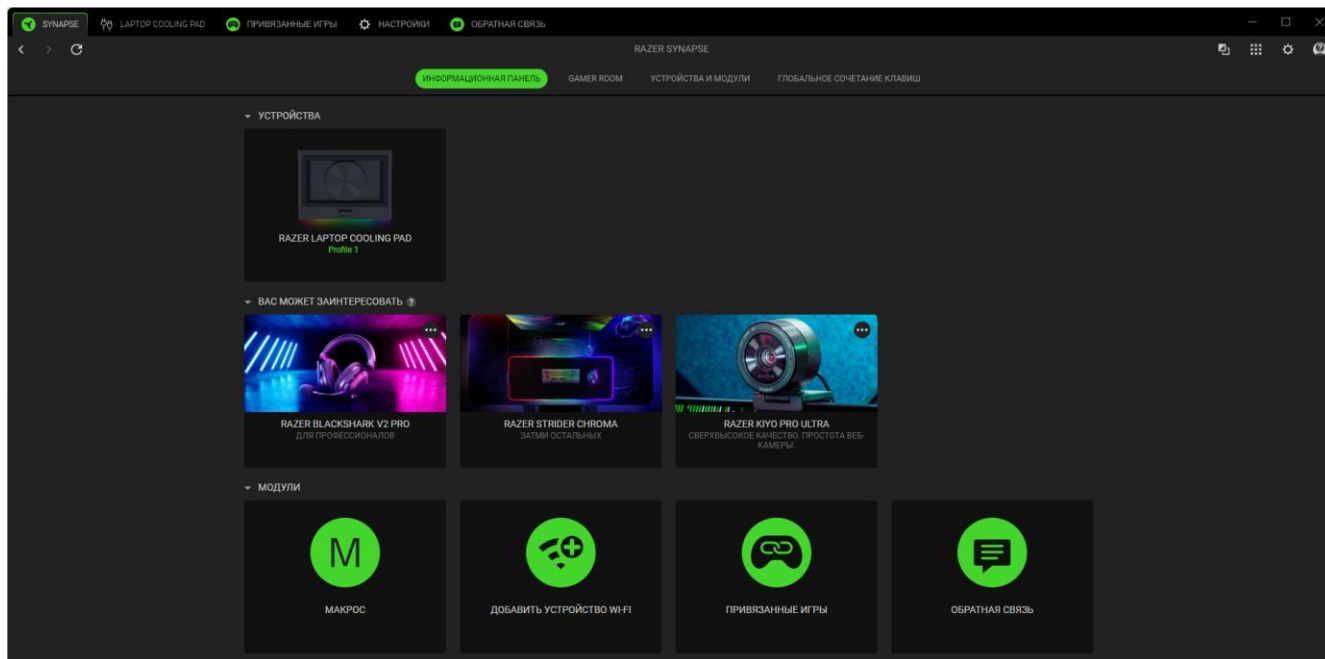 SYNAPSE
LAPTOP COOLING PAD
ПРИВЯЗАННЫЕ ИГРЫ
НАСТРОЙКИ
ОБРАТНАЯ СВЯЗЬ
RAZER SYNAPSE
ИНФОРМАЦИОННАЯ ПАНЕЛЬ
GAMER ROOM
УСТРОЙСТВА И МОДУЛИ
ГЛОБАЛЬНОЕ СОЧЕТАНИЕ КЛАВИШ
УСТРОЙСТВА
RAZER LAPTOP COOLING PAD
Profile 1
ВАС МОЖЕТ ЗАИНТЕРЕСОВАТЬ ?
RAZER BLACKSHARK V2 PRO
ДЛЯ ПРОФЕССИОНАЛОВ
RAZER STRIDER CHROMA
ЗАТМИ ОСТАЛЬНЫХ
RAZER KIYO PRO ULTRA
СВЕРХВЫСОКОЕ КАЧЕСТВО. ПРОСТОТА ВЕБ-
КАМЕРЫ.
МОДУЛИ
M
МАКРОС
ДОБАВИТЬ УСТРОЙСТВО WI-FI
ПРИВЯЗАННЫЕ ИГРЫ
ОБРАТНАЯ СВЯЗЬ